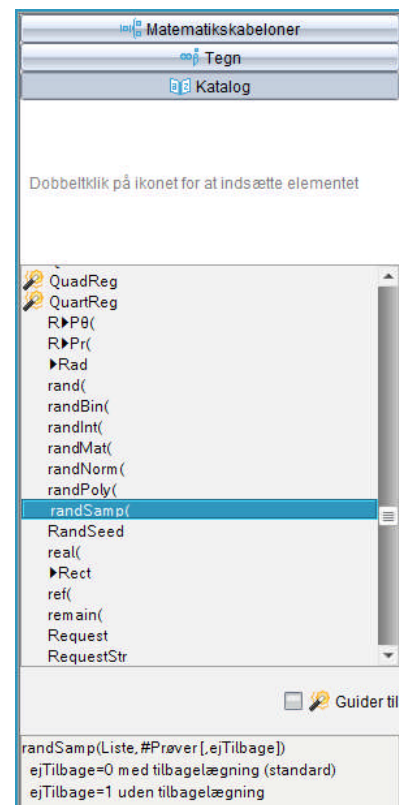 Matematikskabeloner
∞β Tegn
Katalog
Dobbeltklik på ikonet for at indsætte elementet
QuadReg
QuartReg
R▶Pθ(
R▶Pr(
▶Rad
rand(
randBin(
randInt(
randMat(
randNorm(
randPoly(
randSamp(
RandSeed
real(
▶Rect
ref(
remain(
Request
RequestStr
Guider til
randSamp(Liste,#Prøver[,ejTilbage])
ejTilbage=0 med tilbagelægning (standard)
ejTilbage=1 uden tilbagelægning